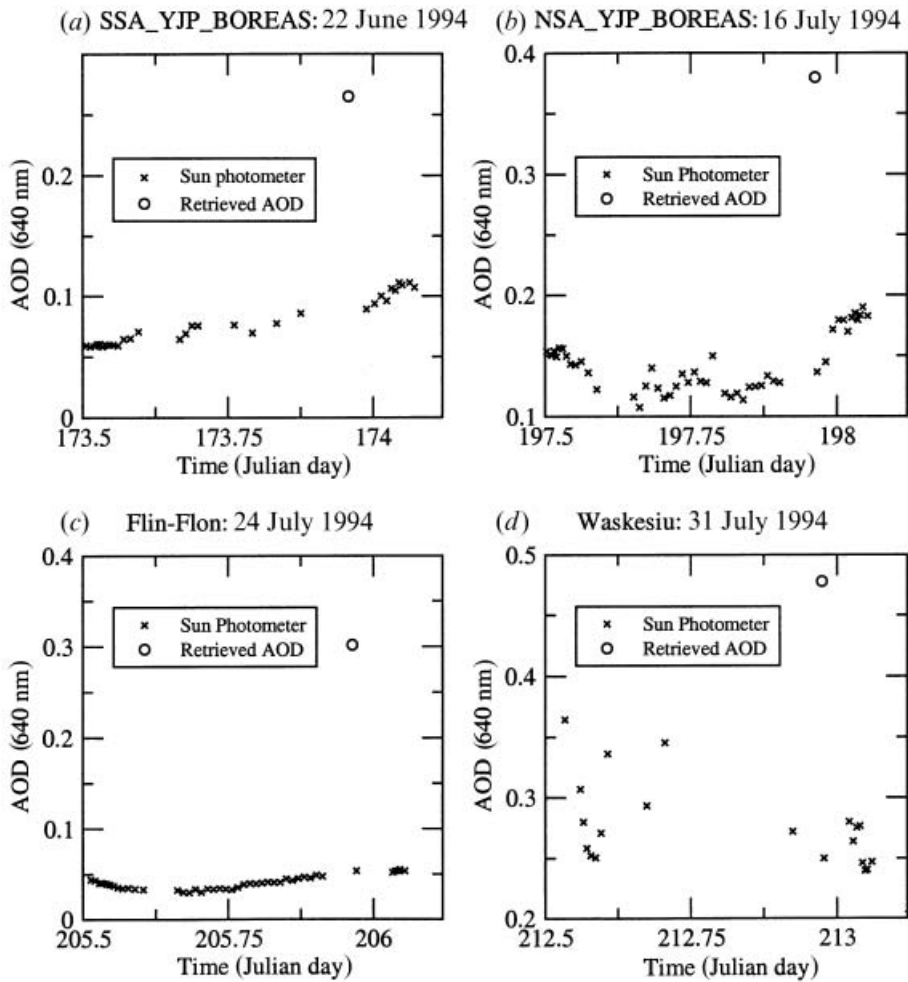 (a) SSA_YJP_BOREAS: 22 June 1994
AOD (640 nm)
0.2
0.1
0
× Sun photometer
○ Retrieved AOD
173.5
173.75
174
Time (Julian day)
(b) NSA_YJP_BOREAS: 16 July 1994
AOD (640 nm)
0.4
0.3
0.2
0.1
× Sun Photometer
○ Retrieved AOD
197.5
197.75
198
Time (Julian day)
(c) Flin-Flon: 24 July 1994
AOD (640 nm)
0.4
0.3
0.2
0.1
0
× Sun Photometer
○ Retrieved AOD
205.5
205.75
206
Time (Julian day)
(d) Waskesiu: 31 July 1994
AOD (640 nm)
0.5
0.4
0.3
0.2
× Sun Photometer
○ Retrieved AOD
212.5
212.75
213
Time (Julian day)